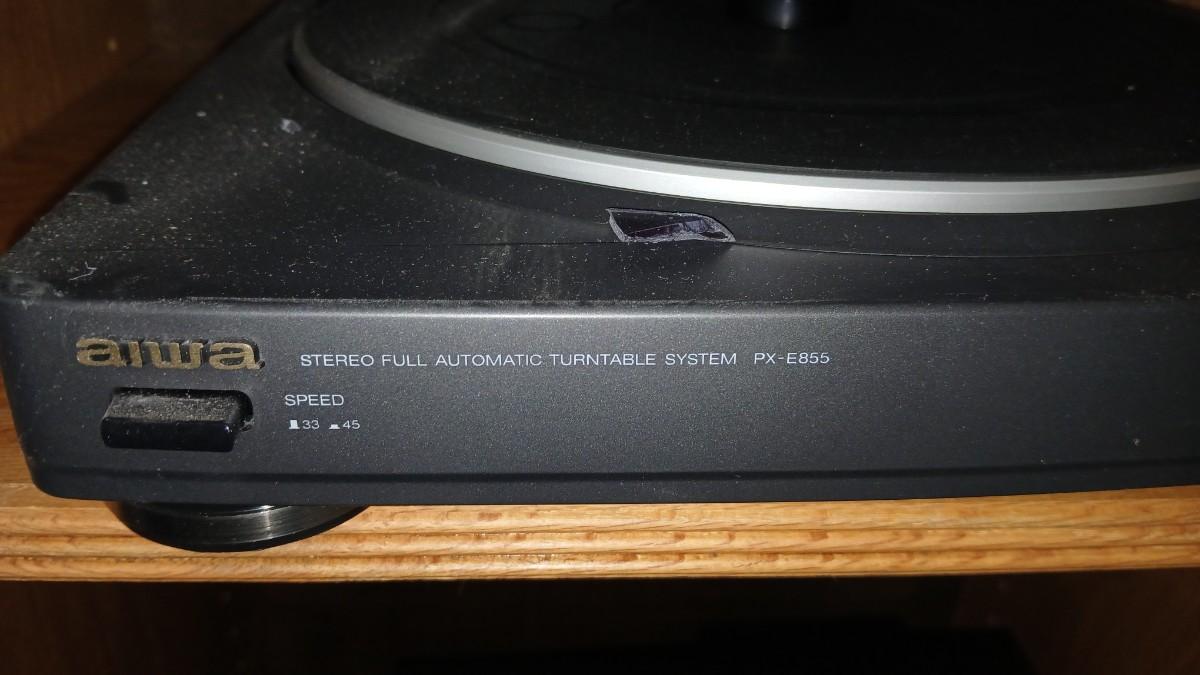 aiwa STEREO FULL AUTOMATIC TURNTABLE SYSTEM PX-E855
SPEED
33 45